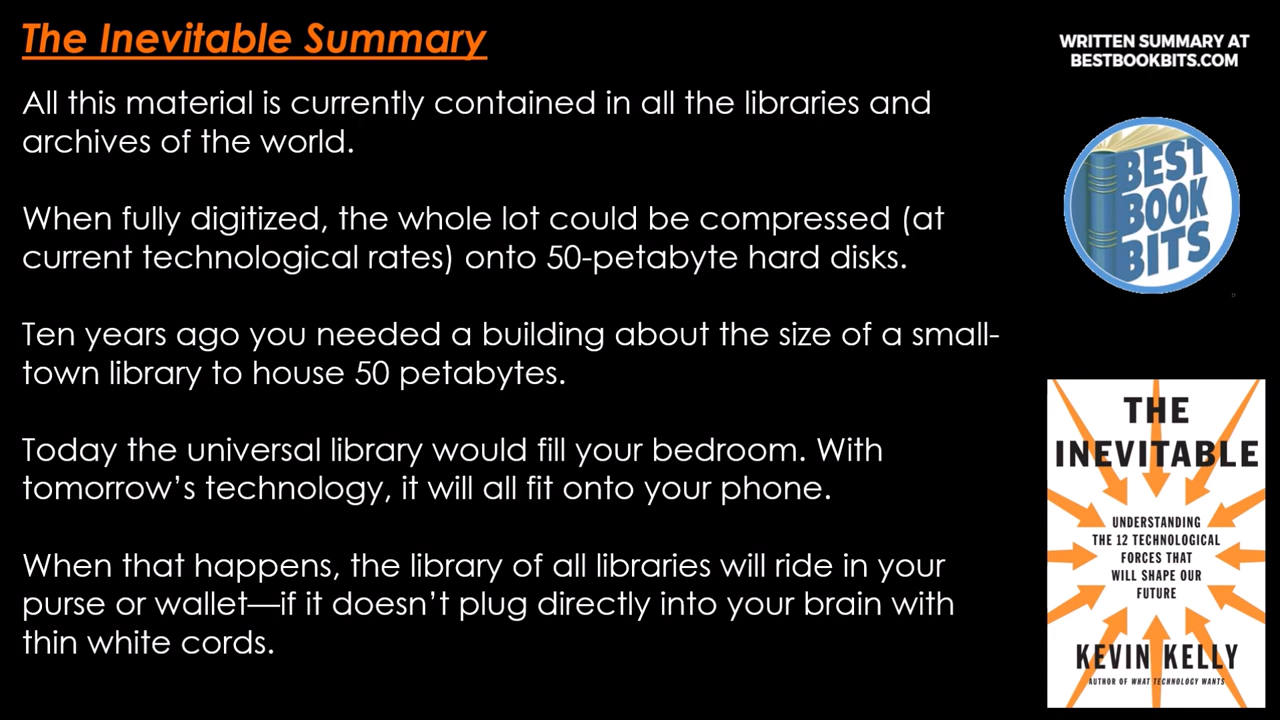 The Inevitable Summary
WRITTEN SUMMARY AT
BESTBOOKBITS.COM
All this material is currently contained in all the libraries and
archives of the world.
When fully digitized, the whole lot could be compressed (at
current technological rates) onto 50-petabyte hard disks.
Ten years ago you needed a building about the size of a small-
town library to house 50 petabytes.
Today the universal library would fill your bedroom. With
tomorrow's technology, it will all fit onto your phone.
When that happens, the library of all libraries will ride in your
purse or wallet—if it doesn't plug directly into your brain with
thin white cords.
BEST
BOOK
BITS
THE
INEVITABLE
UNDERSTANDING
THE 12 TECHNOLOGICAL
FORCES THAT
WILL SHAPE OUR
FUTURE
KEVIN KELLY
AUTHOR OF WHAT TECHNOLOGY WANTS